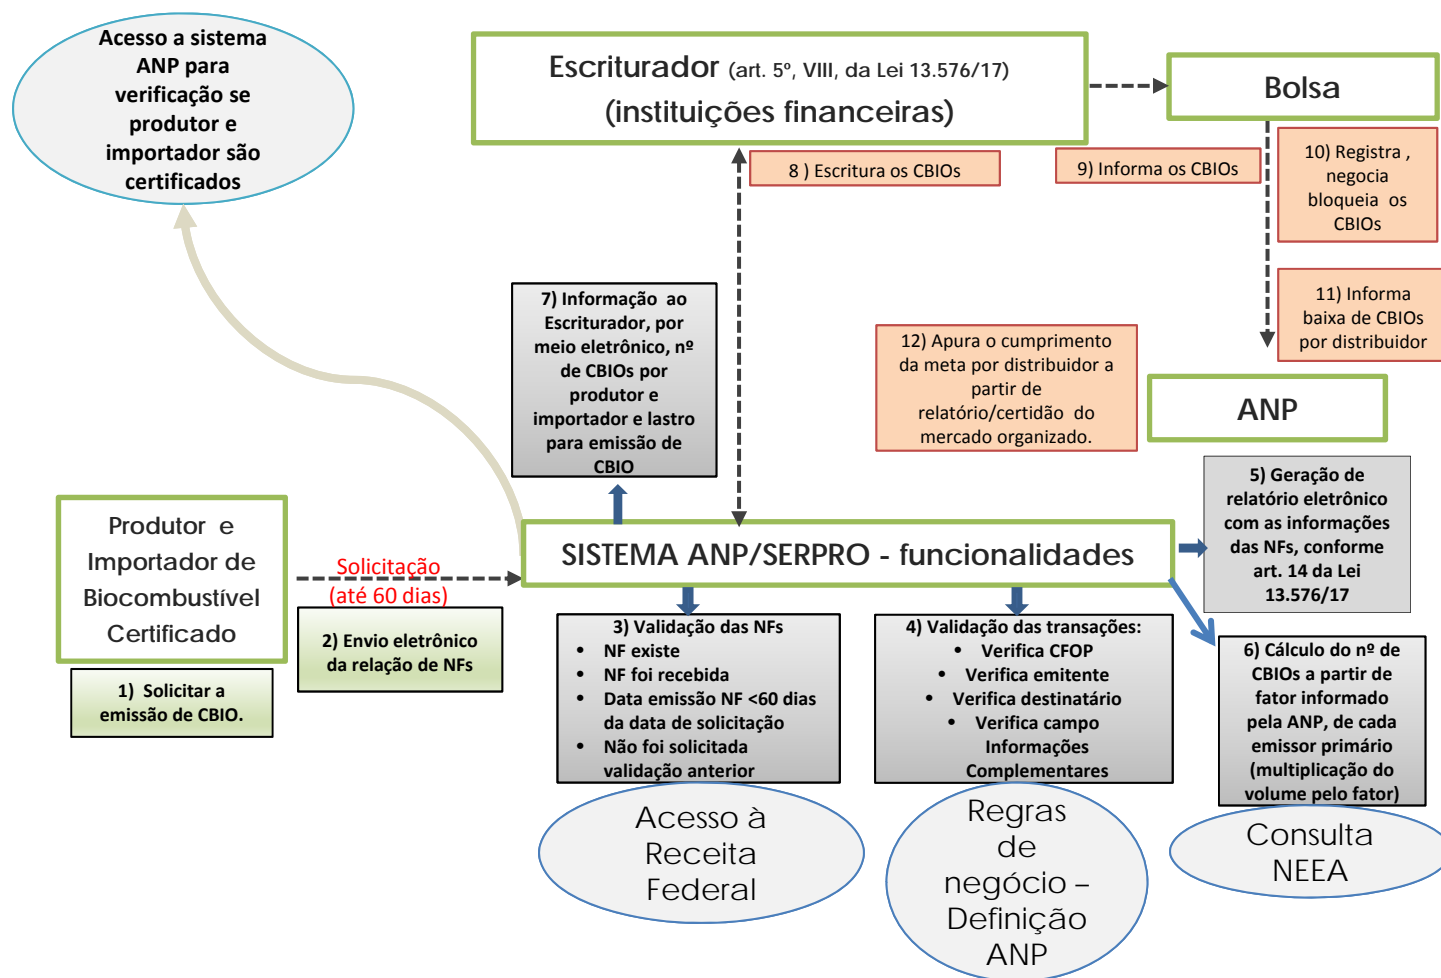 Acesso a sistema
ANP para
verificação se
produtor e
importador são
certificados
Escriturador (art. 5º, VIII, da Lei 13.576/17)
(instituições financeiras)
Bolsa
8 ) Escritura os CBIOs
9) Informa os CBIOs
10) Registra ,
negocia
bloqueia os
CBIOs
11) Informa
baixa de CBIOs
por distribuidor
7) Informação ao
Escriturador, por
meio eletrônico, nº
de CBIOs por
produtor e
importador e lastro
para emissão de
CBIO
12) Apura o cumprimento
da meta por distribuidor a
partir de
relatório/certidão do
mercado organizado.
ANP
5) Geração de
relatório eletrônico
com as informações
das NFs, conforme
art. 14 da Lei
13.576/17
Produtor e
Importador de
Biocombustível
Certificado
Solicitação
(até 60 dias)
SISTEMA ANP/SERPRO - funcionalidades
1) Solicitar a
emissão de CBIO.
2) Envio eletrônico
da relação de NFs
3) Validação das NFs
• NF existe
• NF foi recebida
• Data emissão NF <60 dias
da data de solicitação
• Não foi solicitada
validação anterior
4) Validação das transações:
• Verifica CFOP
• Verifica emitente
• Verifica destinatário
• Verifica campo
Informações
Complementares
6) Cálculo do nº de
CBIOs a partir de
fator informado
pela ANP, de cada
emissor primário
(multiplicação do
volume pelo fator)
Acesso à
Receita
Federal
Regras
de
negócio –
Definição
ANP
Consulta
NEEA